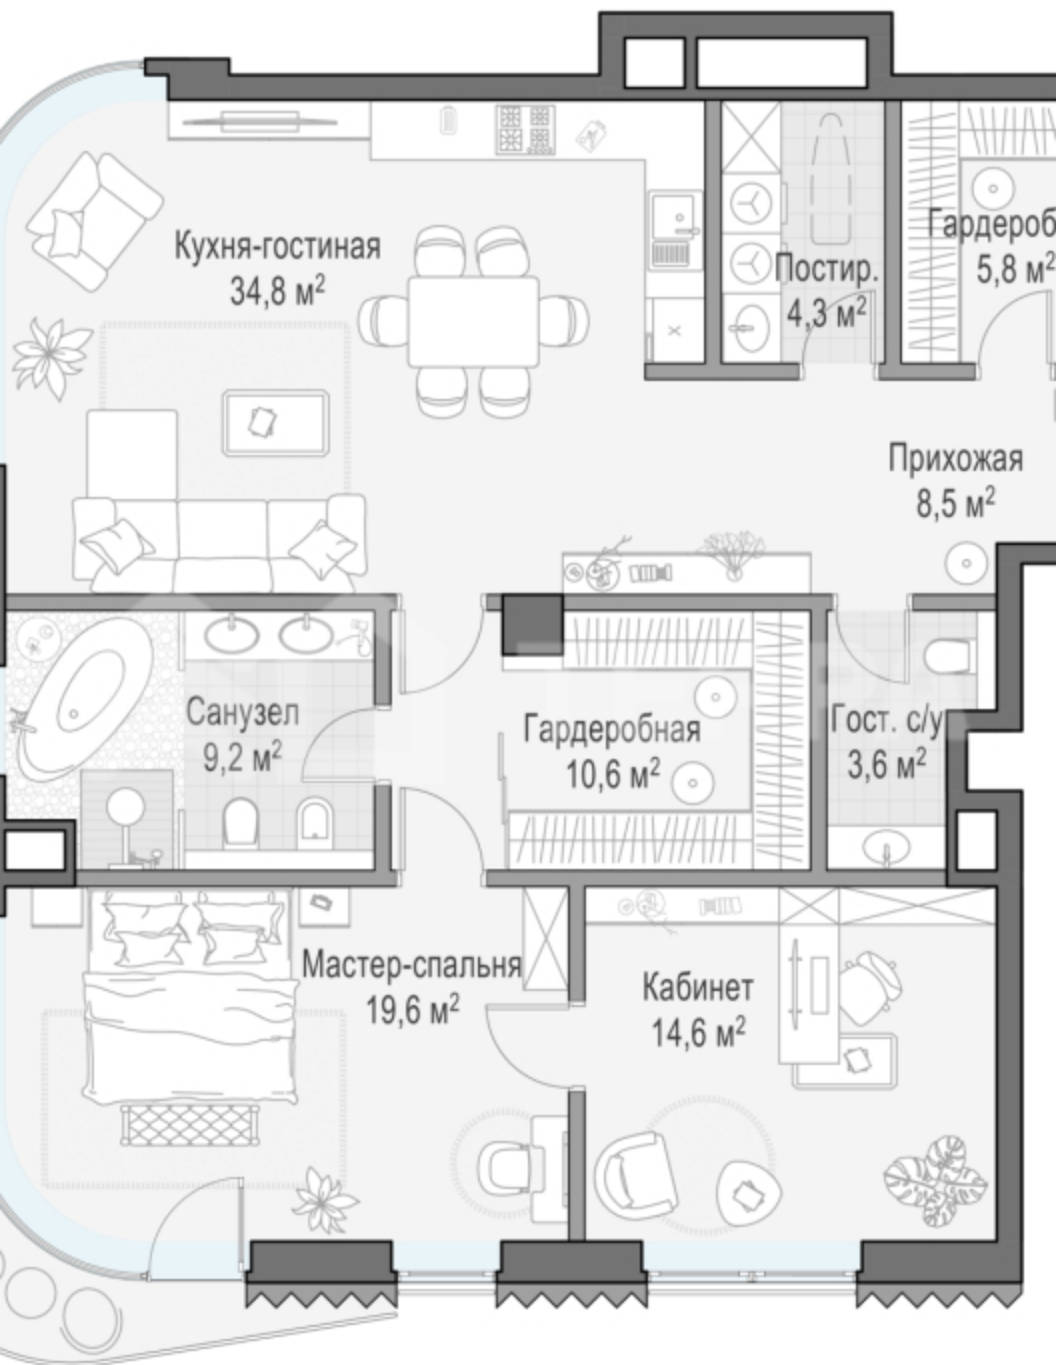 Кухня-гостиная
34,8 м²
Постир.
4,3 м²
Гардероб
5,8 м²
Прихожая
8,5 м²
Санузел
9,2 м²
Гардеробная
10,6 м²
Гост. с/у
3,6 м²
Мастер-спальня
19,6 м²
Кабинет
14,6 м²